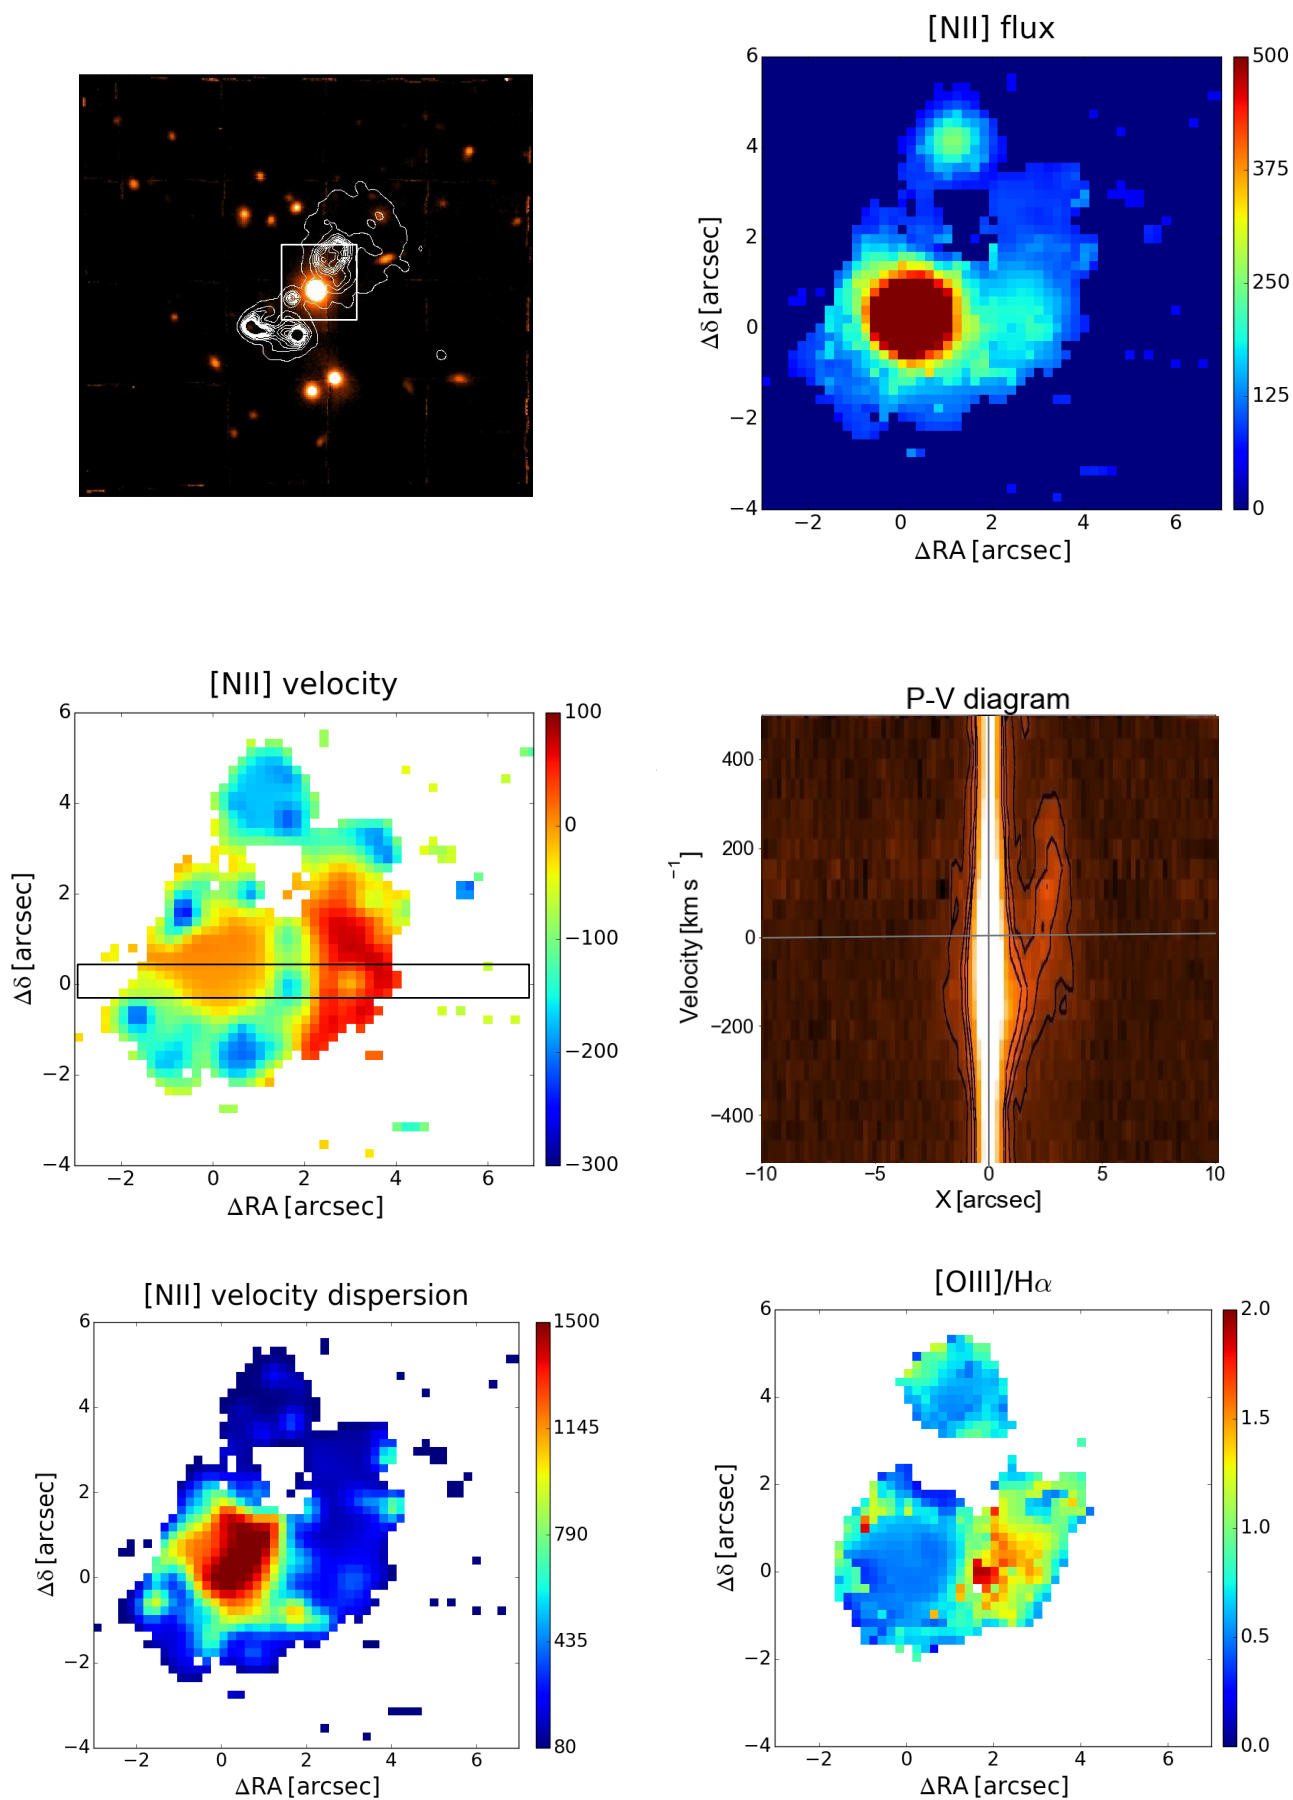 [NII] flux
6
4
2
0
−2
−4
Δδ [arcsec]
−2 0 2 4 6
ΔRA [arcsec]
500
375
250
125
0
[NII] velocity
6
4
2
0
−2
−4
Δδ [arcsec]
−2 0 2 4 6
ΔRA [arcsec]
100
0
−100
−200
−300
P-V diagram
400
200
0
−200
−400
Velocity [km s⁻¹]
−10 −5 0 5 10
X [arcsec]
[NII] velocity dispersion
6
4
2
0
−2
−4
Δδ [arcsec]
−2 0 2 4 6
ΔRA [arcsec]
1500
1145
790
435
80
[OIII]/Hα
6
4
2
0
−2
−4
Δδ [arcsec]
−2 0 2 4 6
ΔRA [arcsec]
2.0
1.5
1.0
0.5
0.0